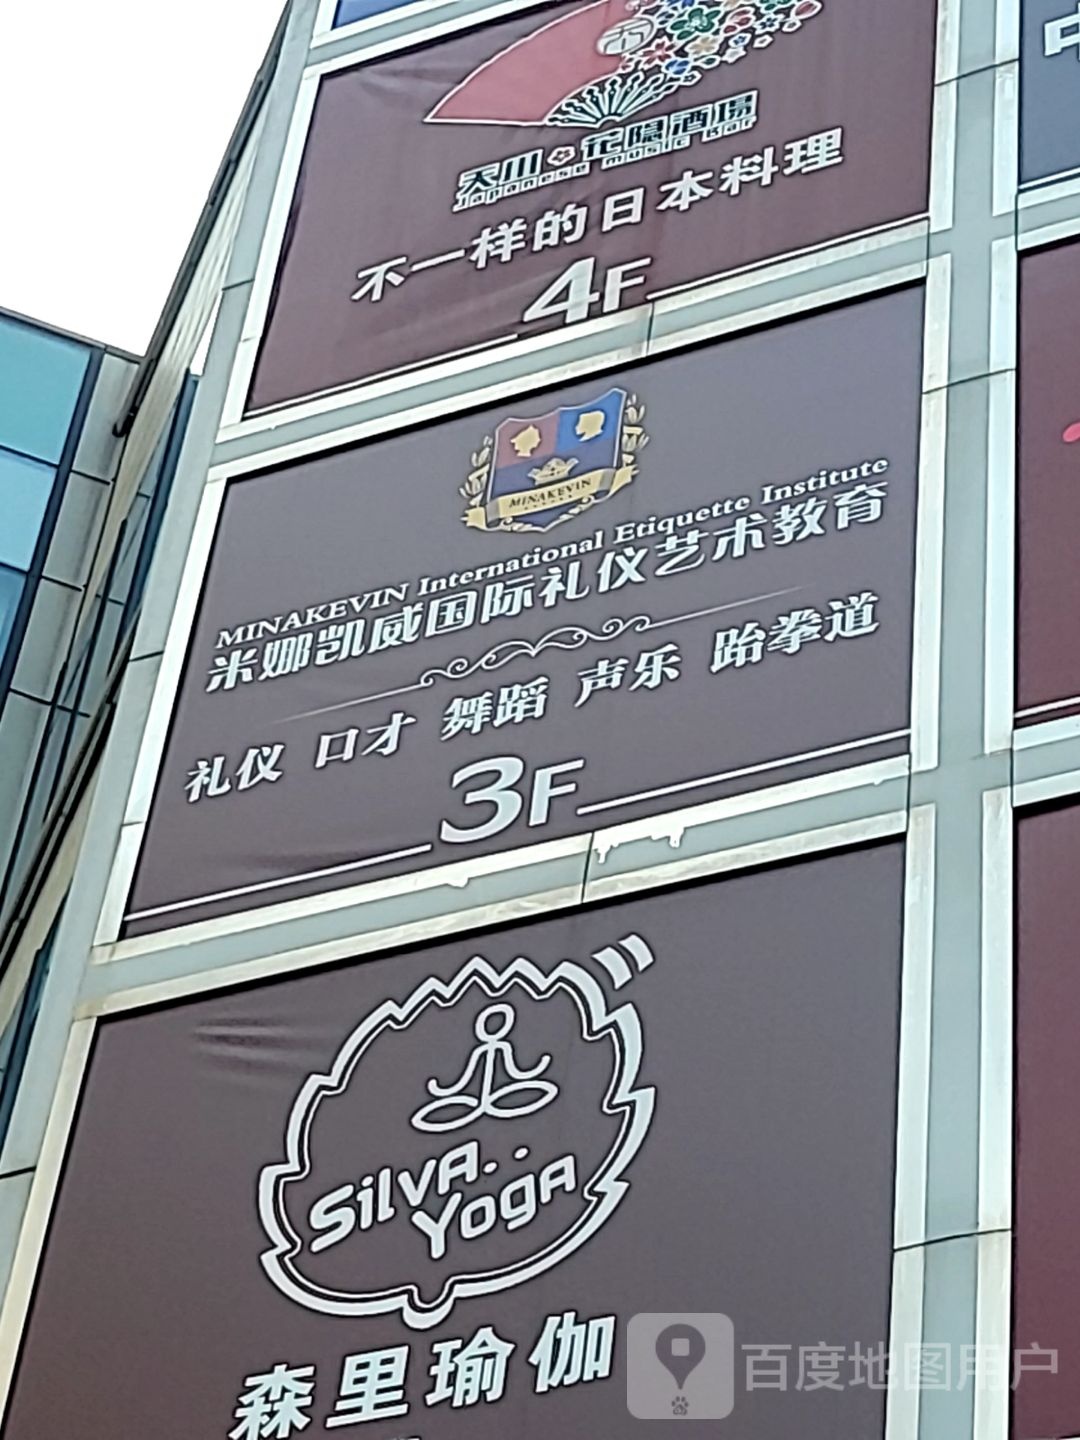 天川 花隐酒場
Japanese music Bar
不一样的日本料理
4F
中
MINAKEVIN
MINAKEVIN International Etiquette Institute
米娜凯威国际礼仪艺术教育
礼仪 口才 舞蹈 声乐 跆拳道
3F
Silva
Yoga
森里瑜伽
百度地图用户